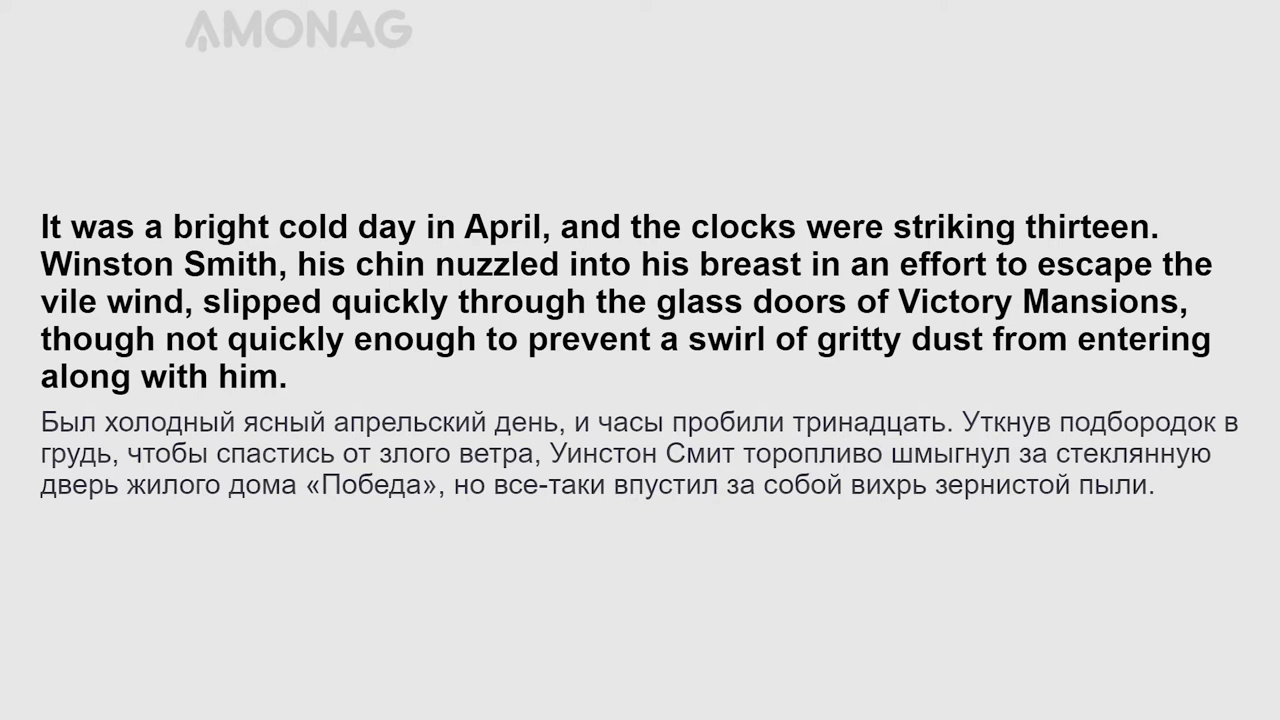 AMONAG
It was a bright cold day in April, and the clocks were striking thirteen.
Winston Smith, his chin nuzzled into his breast in an effort to escape the
vile wind, slipped quickly through the glass doors of Victory Mansions,
though not quickly enough to prevent a swirl of gritty dust from entering
along with him.
Был холодный ясный апрельский день, и часы пробили тринадцать. Уткнув подбородок в
грудь, чтобы спастись от злого ветра, Уинстон Смит торопливо шмыгнул за стеклянную
дверь жилого дома «Победа», но все-таки впустил за собой вихрь зернистой пыли.